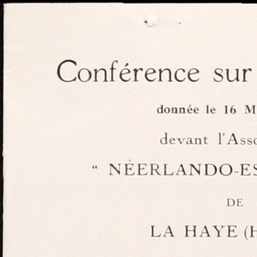 Conférence sur
donnée le 16 M
devant l'Asso
" NÉERLANDO-ES
DE
LA HAYE (H